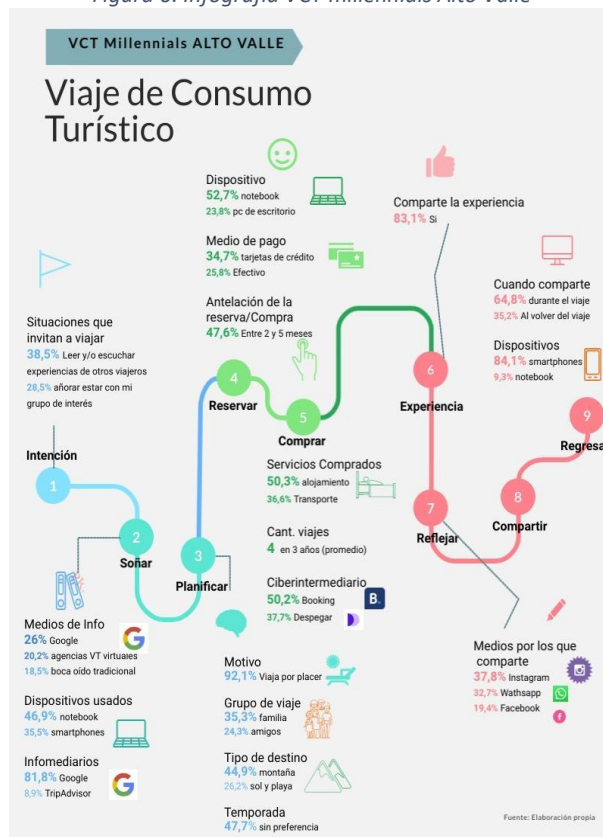 Figura 6. Infografía VCT Millennials Alto Valle
VCT Millennials ALTO VALLE
Viaje de Consumo
Turístico
Dispositivo
52,7% notebook
23,8% pc de escritorio
Medio de pago
34,7% tarjetas de crédito
25,8% Efectivo
Antelación de la
reserva/Compra
47,6% Entre 2 y 5 meses
Comparte la experiencia
83,1% Si
Cuando comparte
64,8% durante el viaje
35,2% Al volver del viaje
Dispositivos
84,1% smartphones
9,3% notebook
Situaciones que
invitan a viajar
38,5% Leer y/o escuchar
experiencias de otros viajeros
28,5% añorar estar con mi
grupo de interés
Intención
1
2
Soñar
3
Planificar
4
Reservar
5
Comprar
6
Experiencia
7
Reflejar
8
Compartir
9
Regresa
Servicios Comprados
50,3% alojamiento
36,6% Transporte
Cant. viajes
4 en 3 años (promedio)
Ciberintermediario
50,2% Booking
B.
37,7% Despegar
Medios de Info
26% Google
20,2% agencias VT virtuales
18,5% boca oído tradicional
Dispositivos usados
46,9% notebook
35,5% smartphones
Infomediarios
81,8% Google
8,9% TripAdvisor
Motivo
92,1% Viaja por placer
Grupo de viaje
35,3% familia
24,3% amigos
Tipo de destino
44,9% montaña
26,2% sol y playa
Temporada
47,7% sin preferencia
Medios por los que
comparte
37,8% Instagram
32,7% Wathsapp
19,4% Facebook
Fuente: Elaboración propia